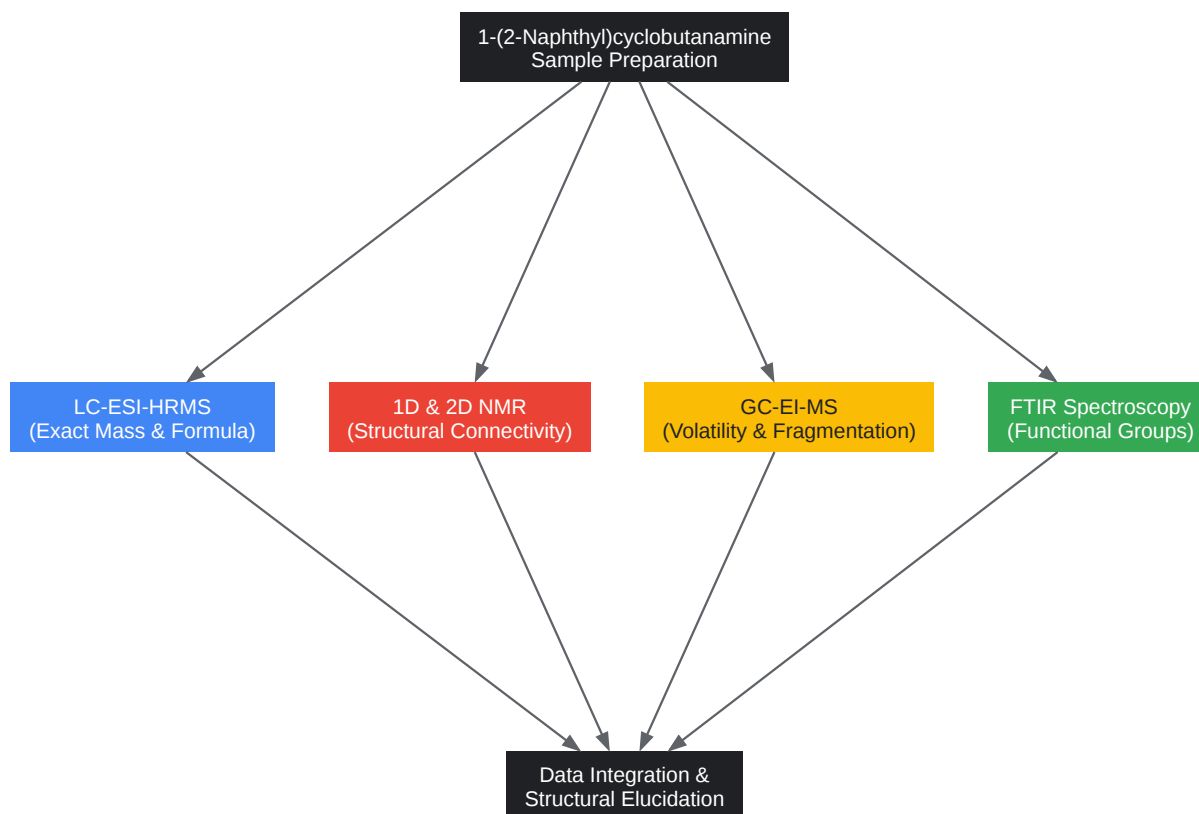 1-(2-Naphthyl)cyclobutanamine
Sample Preparation
LC-ESI-HRMS
(Exact Mass & Formula)
1D & 2D NMR
(Structural Connectivity)
GC-EI-MS
(Volatility & Fragmentation)
FTIR Spectroscopy
(Functional Groups)
Data Integration &
Structural Elucidation